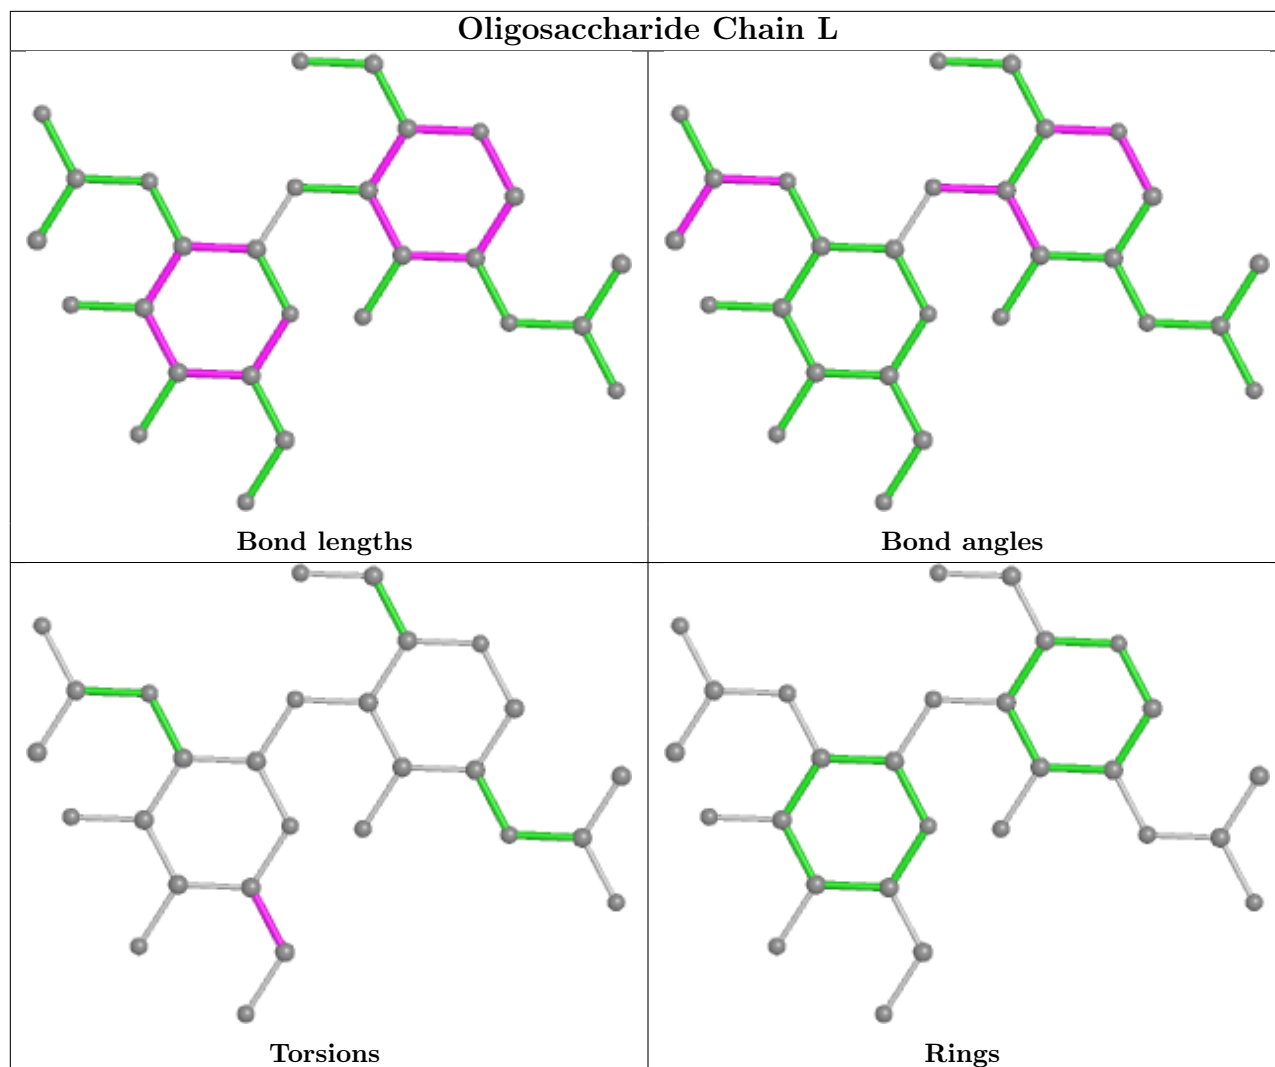 Oligosaccharide Chain L
Bond lengths
Bond angles
Torsions
Rings